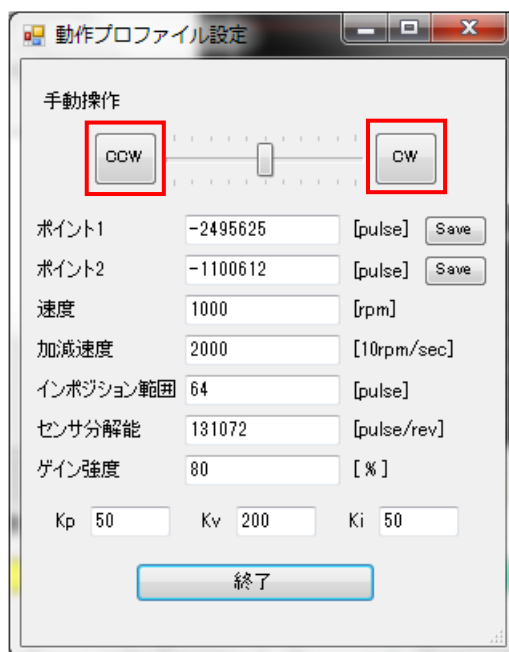 動作プロファイル設定
手動操作
CCW CW
ポイント1 -2495625 [pulse] Save
ポイント2 -1100612 [pulse] Save
速度 1000 [rpm]
加減速度 2000 [10rpm/sec]
インポジション範囲 64 [pulse]
センサ分解能 131072 [pulse/rev]
ゲイン強度 80 [%]
Kp 50 Kv 200 Ki 50
終了